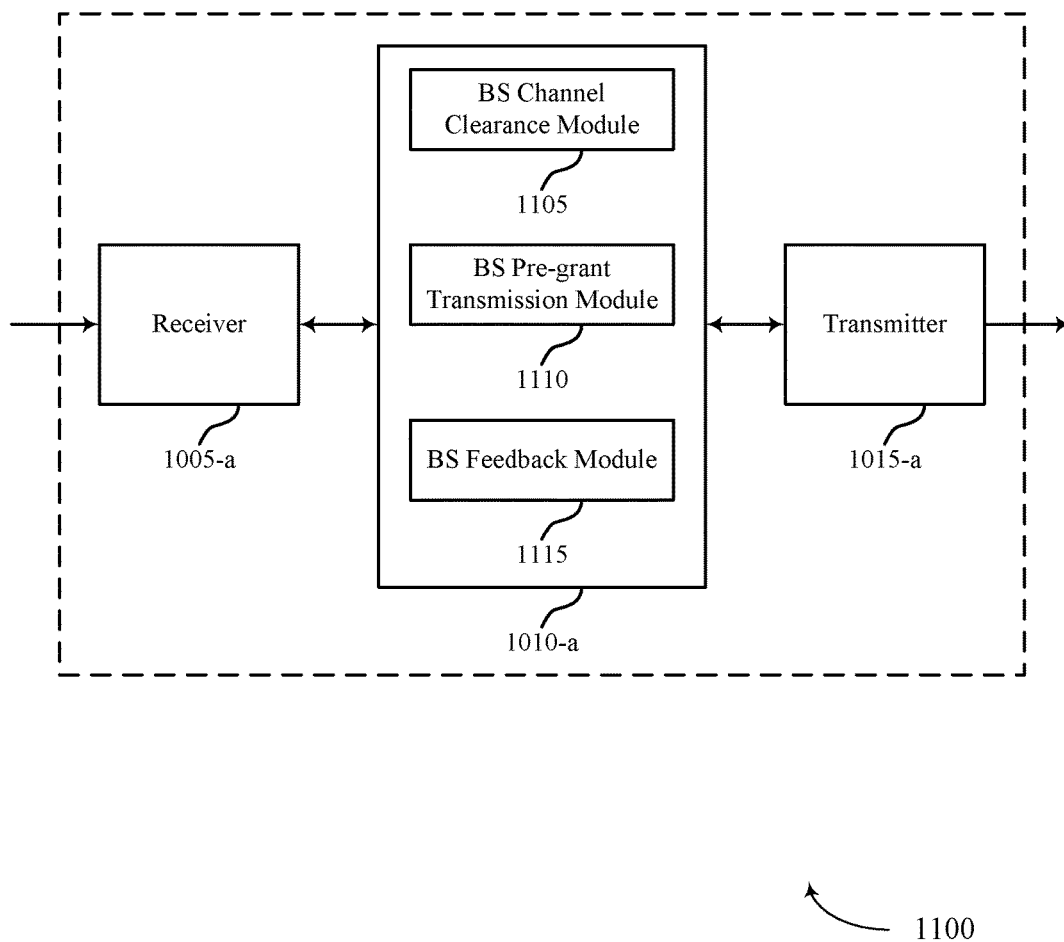 BS Channel
Clearance Module
1105
Receiver
1005-a
BS Pre-grant
Transmission Module
1110
Transmitter
1015-a
BS Feedback Module
1115
1010-a
1100